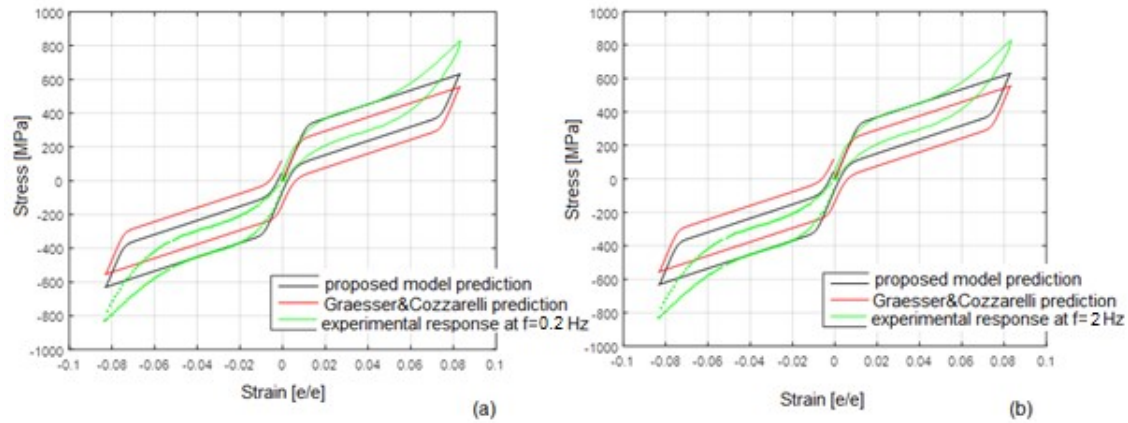 1000
800
600
400
200
0
-200
-400
-600
-800
-1000
Stress [MPa]
proposed model prediction
Graesser&Cozzarelli prediction
experimental response at f=0.2 Hz
-0.1 -0.08 -0.06 -0.04 -0.02 0 0.02 0.04 0.06 0.08 0.1
Strain [e/e]
(a)
1000
800
600
400
200
0
-200
-400
-600
-800
-1000
Stress [MPa]
proposed model prediction
Graesser&Cozzarelli prediction
experimental response at f= 2 Hz
-0.1 -0.08 -0.06 -0.04 -0.02 0 0.02 0.04 0.06 0.08 0.1
Strain [e/e]
(b)